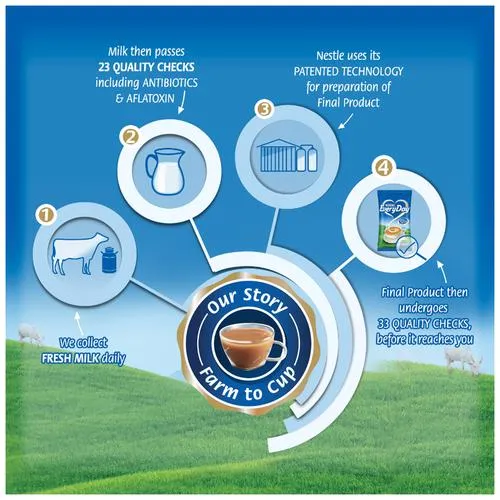 1
We collect
FRESH MILK daily
2
Milk then passes
23 QUALITY CHECKS
including ANTIBIOTICS
& AFLATOXIN
3
Nestle uses its
PATENTED TECHNOLOGY
for preparation of
Final Product
4
EveryDay
Final Product then
undergoes
33 QUALITY CHECKS,
before it reaches you
Our Story
Farm to Cup